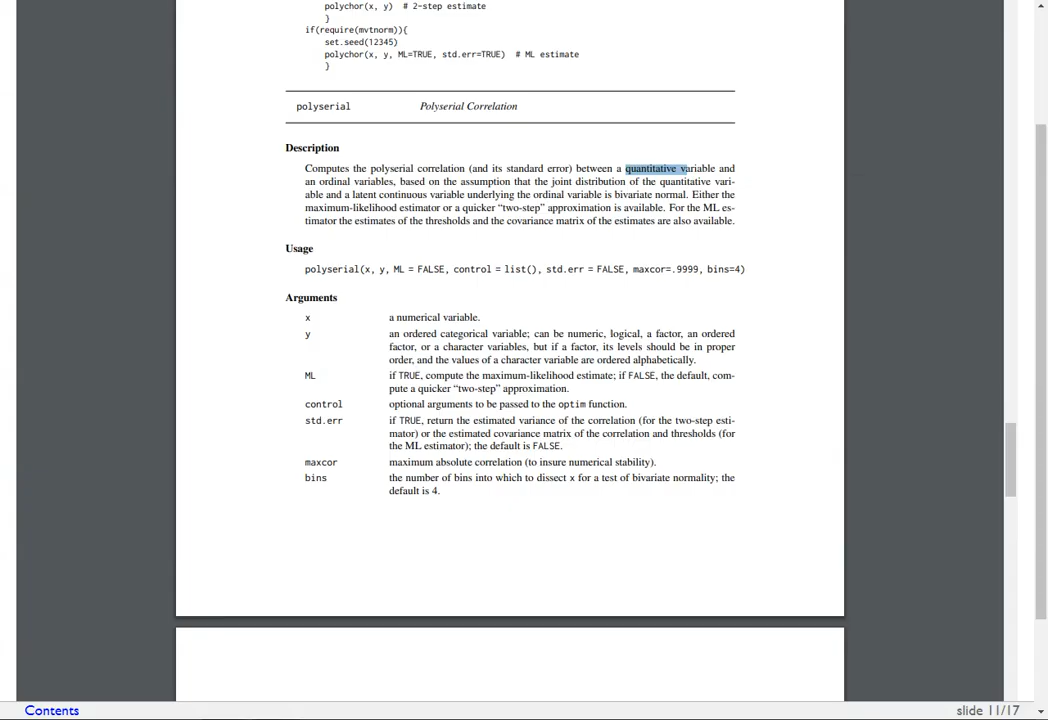 polychor(x, y)  # 2-step estimate
}
if(require(mvtnorm)){
set.seed(12345)
polychor(x, y, ML=TRUE, std.err=TRUE)  # ML estimate
}
polyserial Polyserial Correlation
Description
Computes the polyserial correlation (and its standard error) between a quantitative variable and
an ordinal variables, based on the assumption that the joint distribution of the quantitative vari-
able and a latent continuous variable underlying the ordinal variable is bivariate normal. Either the
maximum-likelihood estimator or a quicker “two-step” approximation is available. For the ML es-
timator the estimates of the thresholds and the covariance matrix of the estimates are also available.
Usage
polyserial(x, y, ML = FALSE, control = list(), std.err = FALSE, maxcor=.9999, bins=4)
Arguments
x a numerical variable.
y an ordered categorical variable; can be numeric, logical, a factor, an ordered
factor, or a character variables, but if a factor, its levels should be in proper
order, and the values of a character variable are ordered alphabetically.
ML if TRUE, compute the maximum-likelihood estimate; if FALSE, the default, com-
pute a quicker “two-step” approximation.
control optional arguments to be passed to the optim function.
std.err if TRUE, return the estimated variance of the correlation (for the two-step esti-
mator) or the estimated covariance matrix of the correlation and thresholds (for
the ML estimator); the default is FALSE.
maxcor maximum absolute correlation (to insure numerical stability).
bins the number of bins into which to dissect x for a test of bivariate normality; the
default is 4.
Contents slide 11/17